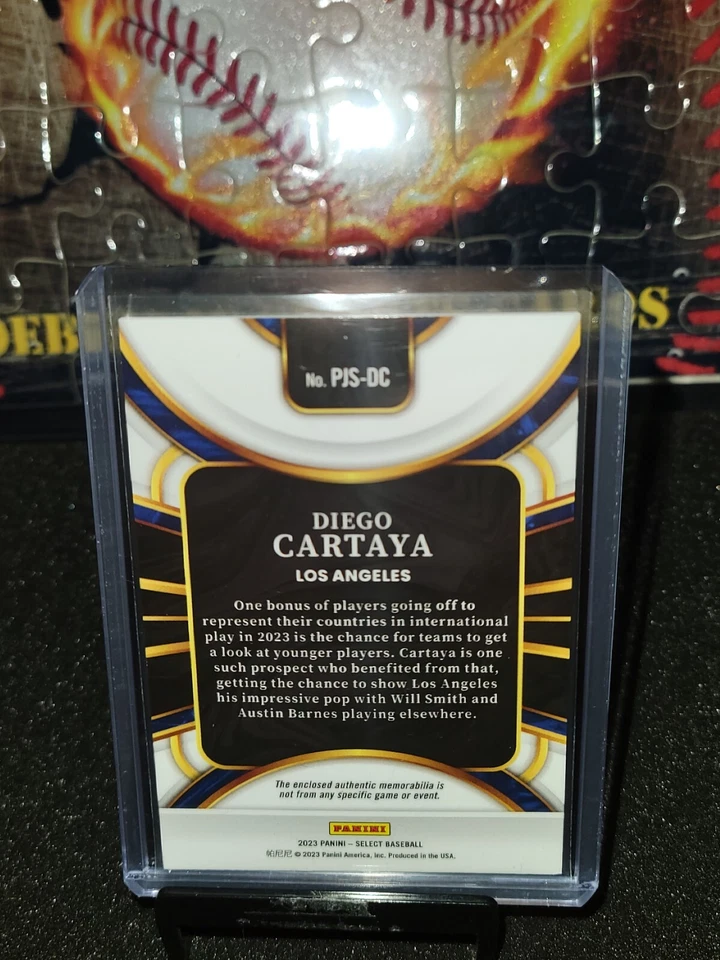 No. PJS-DC
DIEGO
CARTAYA
LOS ANGELES
One bonus of players going off to
represent their countries in international
play in 2023 is the chance for teams to get
a look at younger players. Cartaya is one
such prospect who benefited from that,
getting the chance to show Los Angeles
his impressive pop with Will Smith and
Austin Barnes playing elsewhere.
The enclosed authentic memorabilia is
not from any specific game or event.
PANINI
2023 PANINI – SELECT BASEBALL
帕尼尼 © 2023 Panini America, Inc. Produced in the USA.